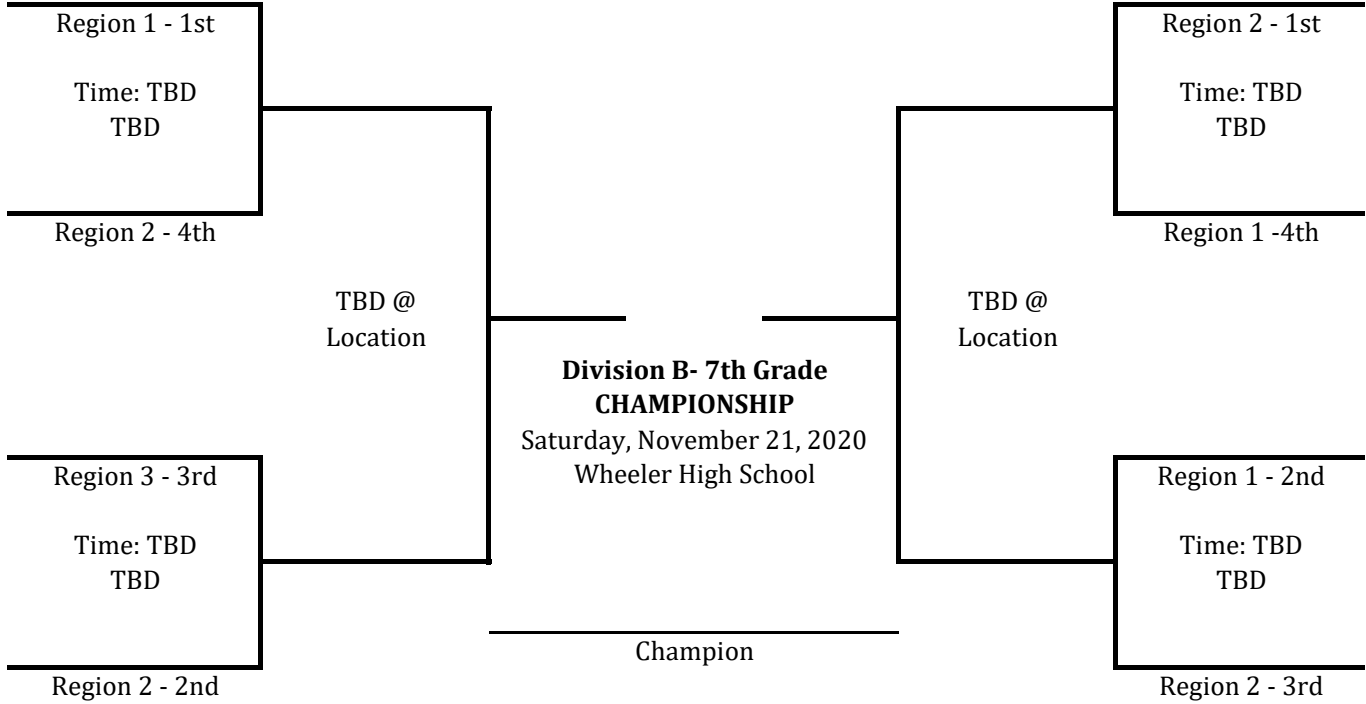 Region 1 - 1st
Time: TBD
TBD
Region 2 - 4th
TBD @
Location
Region 3 - 3rd
Time: TBD
TBD
Region 2 - 2nd
Division B- 7th Grade
CHAMPIONSHIP
Saturday, November 21, 2020
Wheeler High School
Champion
Region 2 - 1st
Time: TBD
TBD
Region 1 -4th
TBD @
Location
Region 1 - 2nd
Time: TBD
TBD
Region 2 - 3rd